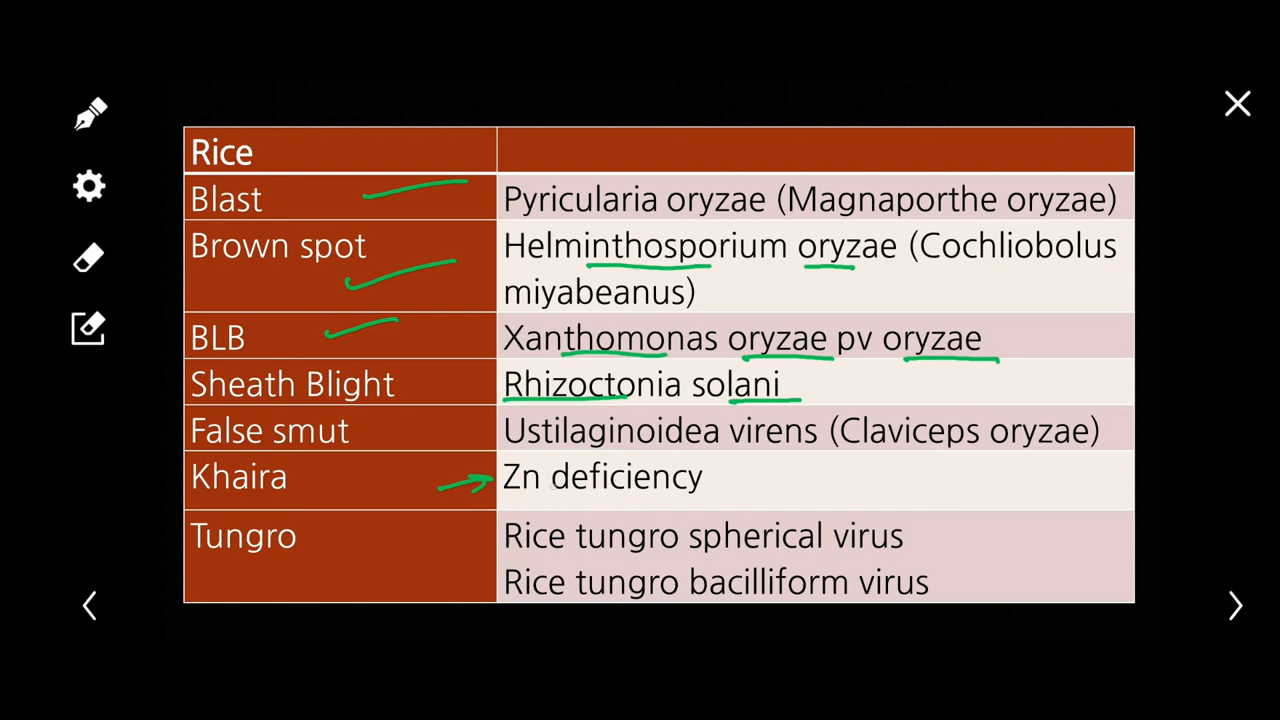 Rice
Blast Pyricularia oryzae (Magnaporthe oryzae)
Brown spot Helminthosporium oryzae (Cochliobolus
miyabeanus)
BLB Xanthomonas oryzae pv oryzae
Sheath Blight Rhizoctonia solani
False smut Ustilaginoidea virens (Claviceps oryzae)
Khaira Zn deficiency
Tungro Rice tungro spherical virus
Rice tungro bacilliform virus